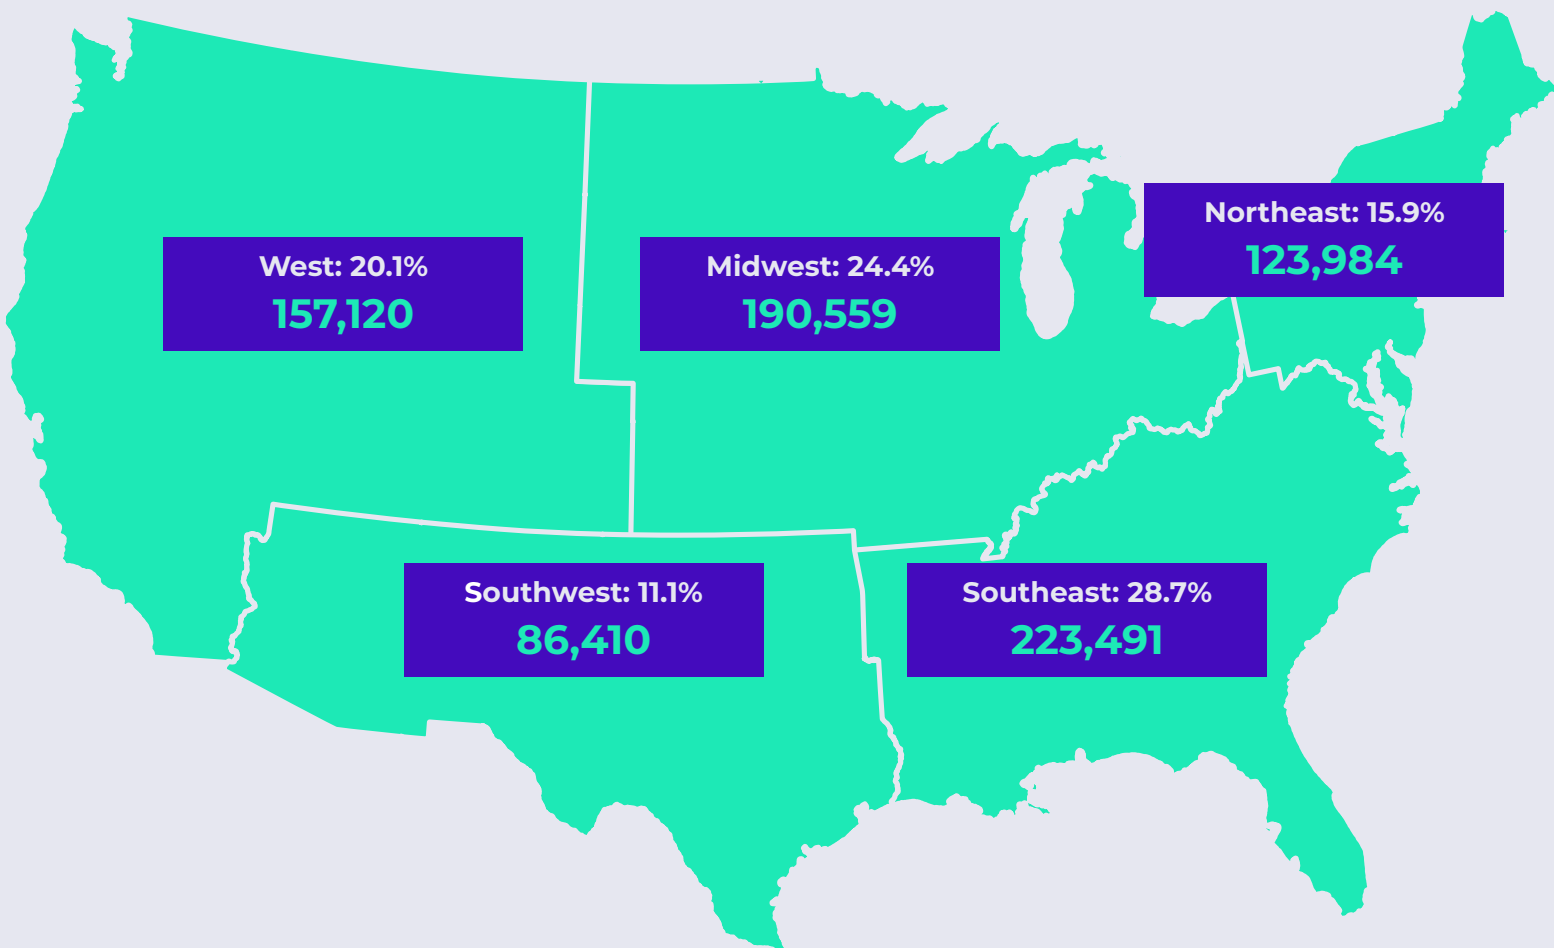 Northeast: 15.9%
123,984
West: 20.1%
157,120
Midwest: 24.4%
190,559
Southwest: 11.1%
86,410
Southeast: 28.7%
223,491